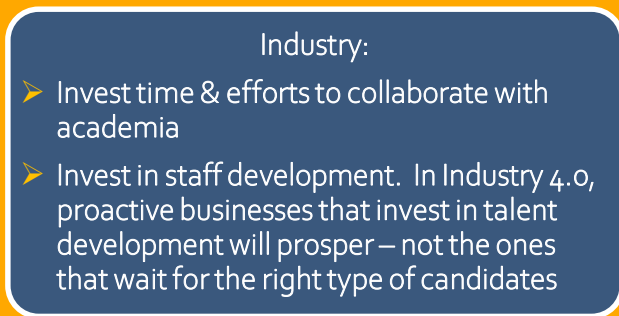 Industry:
➢ Invest time & efforts to collaborate with
academia
➢ Invest in staff development.  In Industry 4.0,
proactive businesses that invest in talent
development will prosper – not the ones
that wait for the right type of candidates